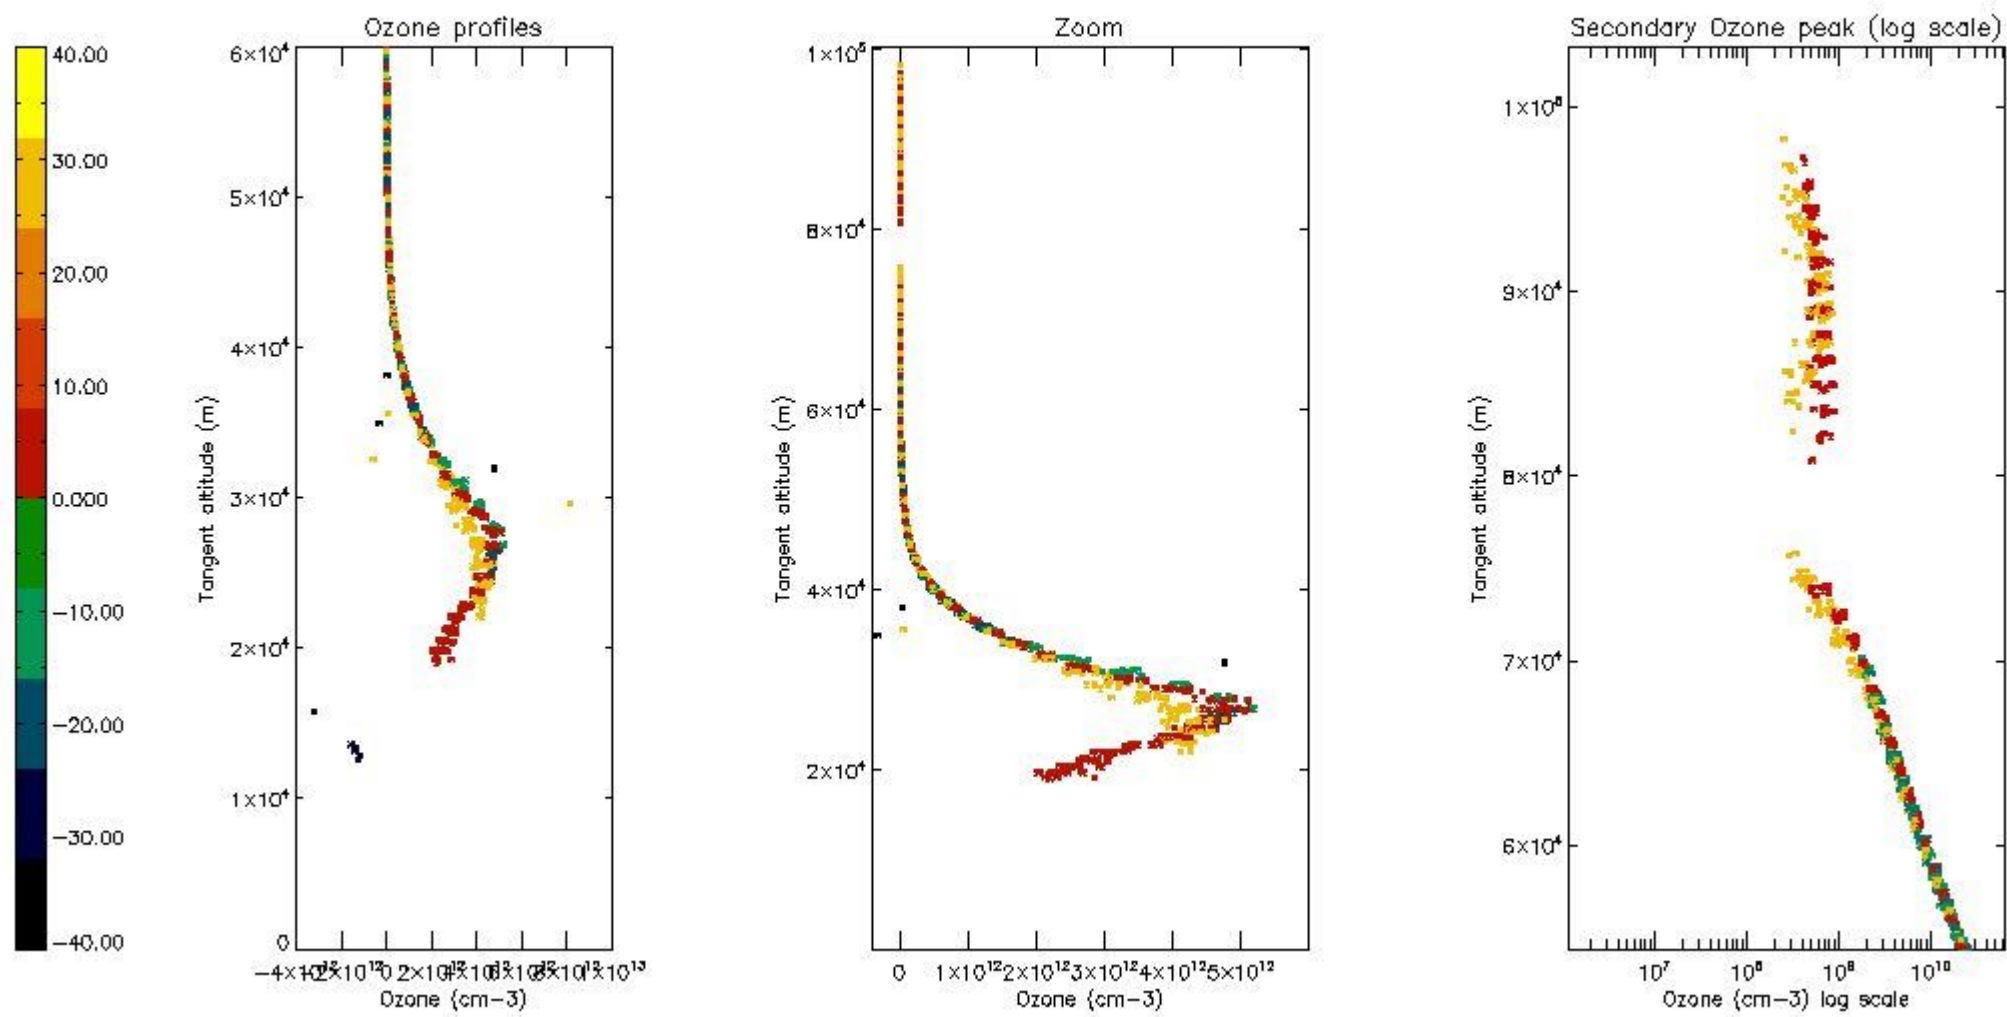 Ozone profiles
Zoom
Secondary Ozone peak (log scale)
40.00
30.00
20.00
10.00
−10.00
−20.00
−30.00
−40.00
Tangent altitude (m)
6×10⁴
5×10⁴
4×10⁴
3×10⁴
2×10⁴
1×10⁴
0
Ozone (cm−3)
Tangent altitude (m)
1×10⁵
8×10⁴
6×10⁴
4×10⁴
2×10⁴
0 1×10¹² 2×10¹² 3×10¹² 4×10¹² 5×10¹²
Ozone (cm−3)
Tangent altitude (m)
9×10⁴
8×10⁴
7×10⁴
6×10⁴
10⁷ 10⁸ 10⁹ 10¹⁰
Ozone (cm−3) log scale